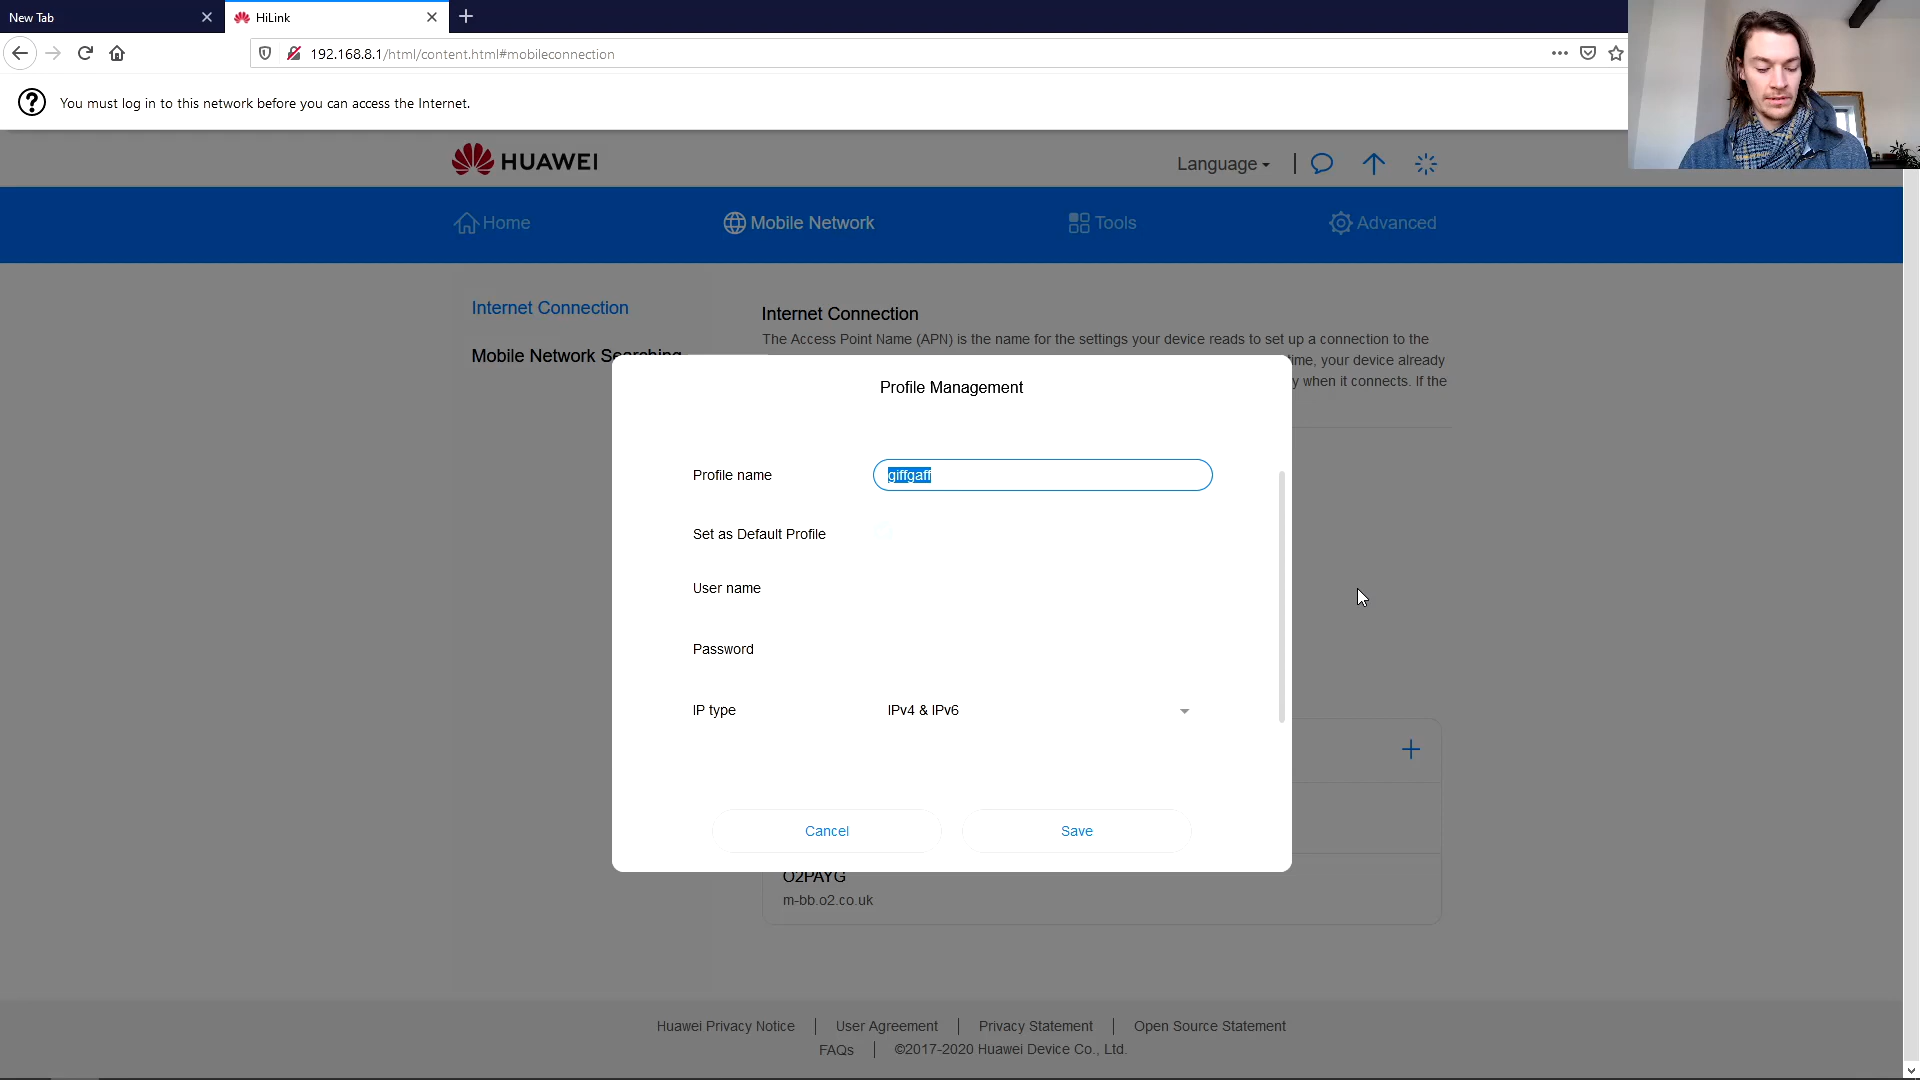 New Tab
HiLink
192.168.8.1/html/content.html#mobileconnection
You must log in to this network before you can access the Internet.
HUAWEI
Language
Home
Mobile Network
Tools
Advanced
Internet Connection
Mobile Network Searching
Internet Connection
The Access Point Name (APN) is the name for the settings your device reads to set up a connection to the
time, your device already
y when it connects. If the
Profile Management
Profile name
giffgaff
Set as Default Profile
User name
Password
IP type
IPv4 & IPv6
Cancel
Save
O2PAYG
m-bb.o2.co.uk
Huawei Privacy Notice
User Agreement
Privacy Statement
Open Source Statement
FAQs
©2017-2020 Huawei Device Co., Ltd.